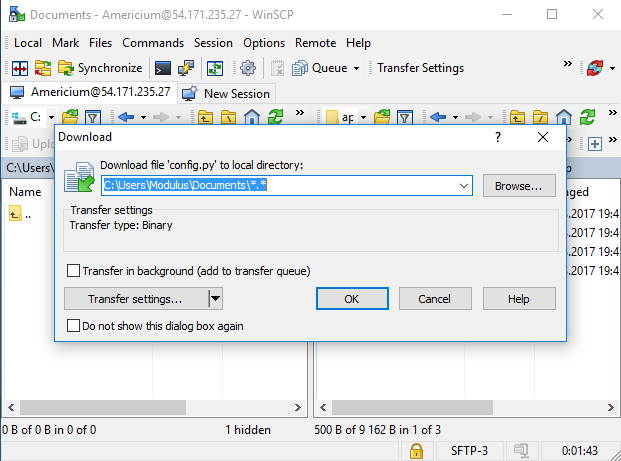 Documents - Americium@54.171.235.27 - WinSCP
Local Mark Files Commands Session Options Remote Help
Synchronize Queue Transfer Settings »
Americium@54.171.235.27 New Session
C: » ap »
Download ?
C:\Users\
Download file 'config.py' to local directory:
C:\Users\Modulus\Documents\*.*
Browse...
Name
..
Transfer settings
Transfer type: Binary
.2017 19:4
.2017 19:4
.2017 19:4
Transfer in background (add to transfer queue)
Transfer settings...
OK
Cancel
Help
Do not show this dialog box again
0 B of 0 B in 0 of 0 1 hidden 500 B of 9 162 B in 1 of 3
SFTP-3 0:01:43